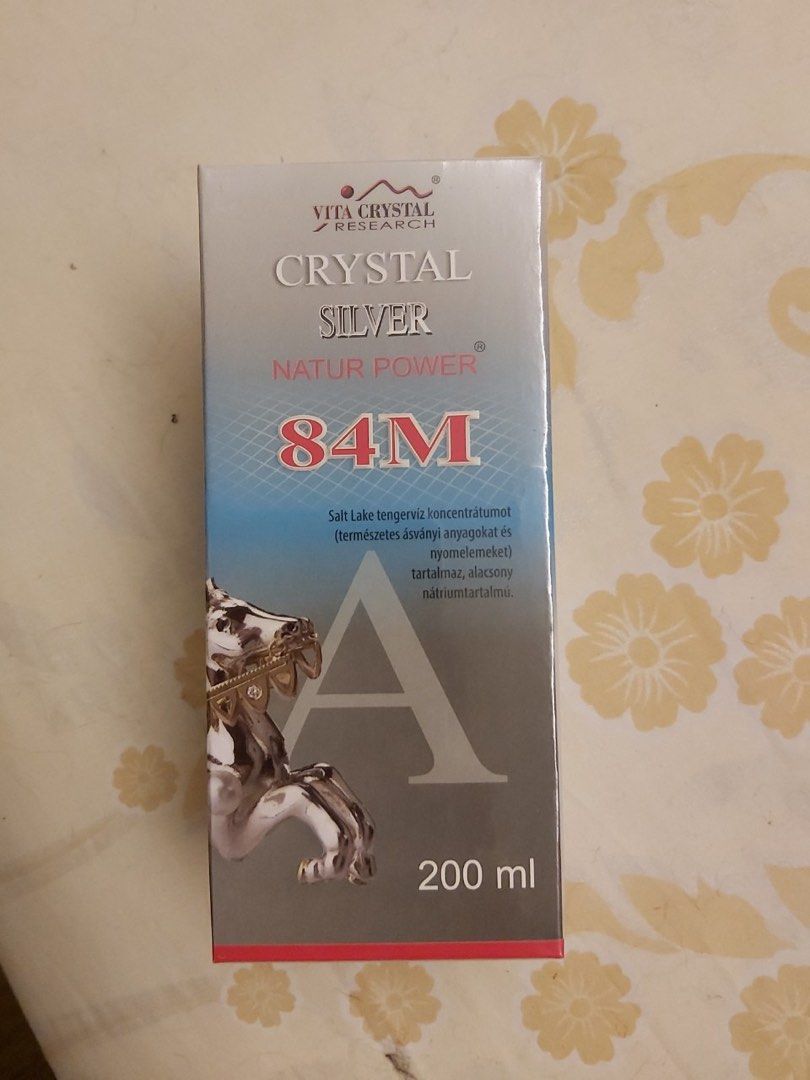 VITA CRYSTAL®
RESEARCH
CRYSTAL
SILVER
NATUR POWER®
84M
Salt Lake tengervíz koncentrátumot
(természetes ásványi anyagokat és
nyomelemeket)
tartalmaz, alacsony
nátriumtartalmú.
A
200 ml